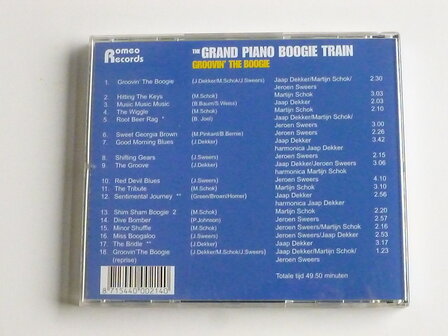 Romeo
Records
THE GRAND PIANO BOOGIE TRAIN
GROOVIN' THE BOOGIE
1. Groovin' The Boogie (J.Dekker/M.Schok/J.Sweers) Jaap Dekker/Martijn Schok/ 2.30
Jeroen Sweers
2. Hitting The Keys (M.Schok) Martijn Schok 3.03
3. Music Music Music (B.Baum/S.Weiss) Jaap Dekker 2.03
4. The Wiggle (M.Schok) Martijn Schok 2.10
5. Root Beer Rag * (B. Joel) Jaap Dekker/Martijn Schok/
Jeroen Sweers 2.01
6. Sweet Georgia Brown (M.Pinkard/B Bernie) Jeroen Sweers 2.26
7. Good Morning Blues (J.Dekker) Jaap Dekker 3.42
harmonica Jaap Dekker
8. Shifting Gears (J.Sweers) Jeroen Sweers 2.15
9. The Groove (J.Dekker) Jaap Dekker/Jeroen Sweers 3.06
harmonica Martijn Schok
10. Red Devil Blues (J.Sweers) Jeroen Sweers 4.10
11. The Tribute (M.Schok) Martijn Schok 3.10
12. Sentimental Journey ** (Green/Brown/Homer) Jaap Dekker 2.56
harmonica Jaap Dekker
13. Shim Sham Boogie 2 (M.Schok) Martijn Schok 2.20
14. Dive Bomber (P.Johnson) Jeroen Sweers 2.57
15. Minor Shuffle (M.Schok) Jeroen Sweers/Martijn Schok 2.16
16. Miss Boogaloo (J.Sweers) Jeroen Sweers/Jaap Dekker 2.53
17. The Bridle ** (J.Dekker) Jaap Dekker 3.17
18. Groovin'The Boogie (J.Dekker/M.Schok/J.Sweers) Jaap Dekker/Martijn Schok/ 1.23
(reprise) Jeroen Sweers
Totale tijd 49.50 minuten
8 715440 002140